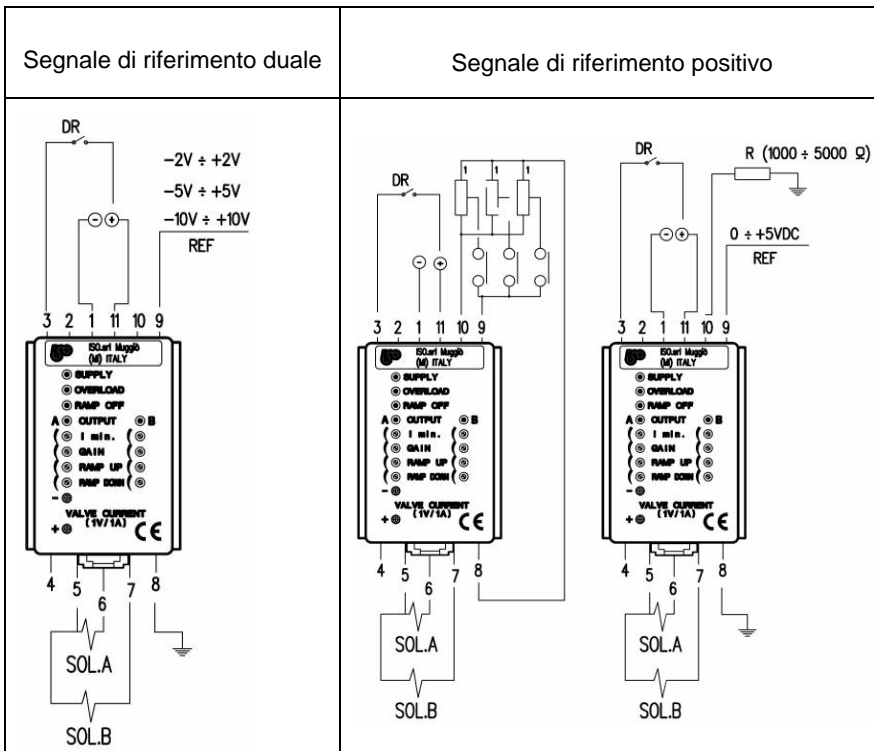 Segnale di riferimento duale
Segnale di riferimento positivo
DR
-2V ÷ +2V
-5V ÷ +5V
-10V ÷ +10V
REF
- +
3 2 1 11 10 9
ISO.srl Muggiò
(MI) ITALY
SUPPLY
OVERLOAD
RAMP OFF
A OUTPUT B
I min.
GAIN
RAMP UP
RAMP DOWN
-
VALVE CURRENT
(1V/1A)
+ CE
4 5 6 7 8
SOL.A
SOL.B
DR
1 1 1
- +
3 2 1 11 10 9
ISO.srl Muggiò
(MI) ITALY
SUPPLY
OVERLOAD
RAMP OFF
A OUTPUT B
I min.
GAIN
RAMP UP
RAMP DOWN
-
VALVE CURRENT
(1V/1A)
+ CE
4 5 6 7 8
SOL.A
SOL.B
DR
R (1000 ÷ 5000 Ω)
- +
0 ÷ +5VDC
REF
3 2 1 11 10 9
ISO.srl Muggiò
(MI) ITALY
SUPPLY
OVERLOAD
RAMP OFF
A OUTPUT B
I min.
GAIN
RAMP UP
RAMP DOWN
-
VALVE CURRENT
(1V/1A)
+ CE
4 5 6 7 8
SOL.A
SOL.B